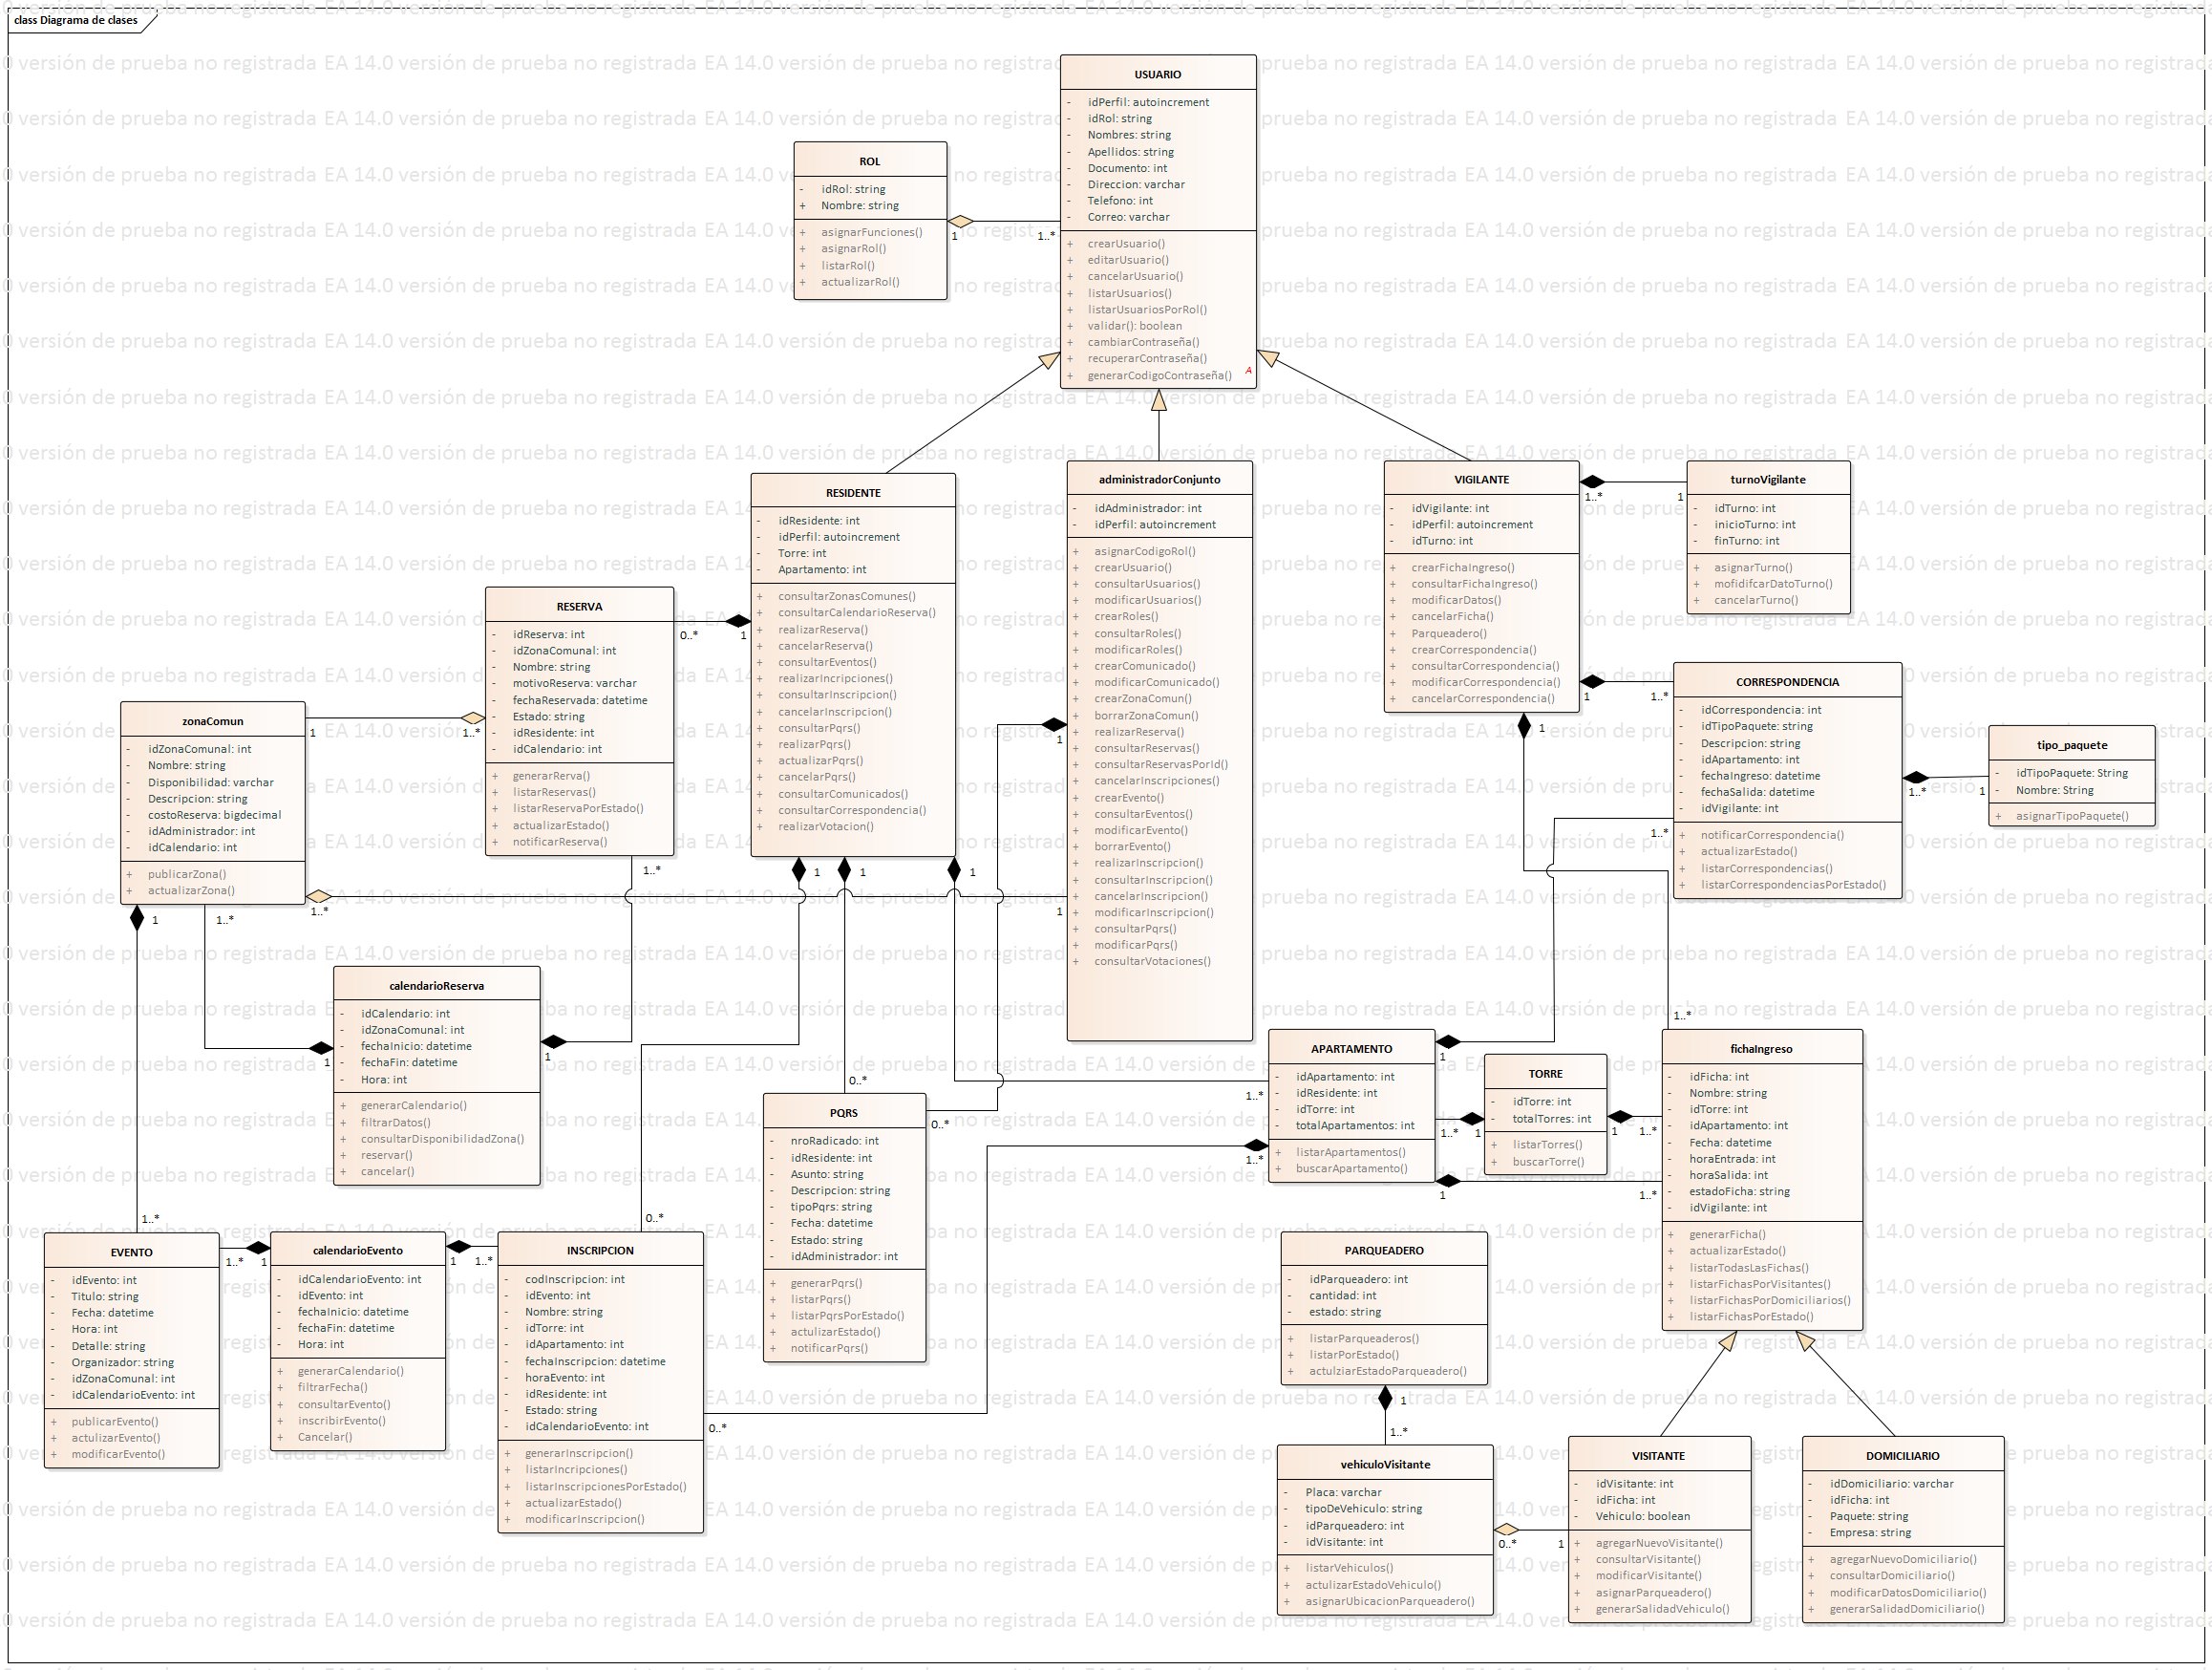 class Diagrama de clases
EA 14.0 versión de prueba no registrada
USUARIO
- idPerfil: autoincrement
- idRol: string
- Nombres: string
- Apellidos: string
- Documento: int
- Direccion: varchar
- Telefono: int
- Correo: varchar
+ crearUsuario()
+ editarUsuario()
+ cancelarUsuario()
+ listarUsuarios()
+ listarUsuariosPorRol()
+ validar(): boolean
+ cambiarContraseña()
+ recuperarContraseña()
+ generarCodigoContraseña()
A
ROL
- idRol: string
+ Nombre: string
+ asignarFunciones()
+ asignarRol()
+ listarRol()
+ actualizarRol()
1
1..*
RESIDENTE
- idResidente: int
- idPerfil: autoincrement
- Torre: int
- Apartamento: int
+ consultarZonasComunes()
+ consultarCalendarioReserva()
+ realizarReserva()
+ cancelarReserva()
+ consultarEventos()
+ realizarIncripciones()
+ consultarInscripcion()
+ cancelarInscripcion()
+ consultarPqrs()
+ realizarPqrs()
+ actualizarPqrs()
+ cancelarPqrs()
+ consultarComunicados()
+ consultarCorrespondencia()
+ realizarVotacion()
administradorConjunto
- idAdministrador: int
- idPerfil: autoincrement
+ asignarCodigoRol()
+ crearUsuario()
+ consultarUsuarios()
+ modificarUsuarios()
+ crearRoles()
+ consultarRoles()
+ modificarRoles()
+ crearComunicado()
+ modificarComunicado()
+ crearZonaComun()
+ borrarZonaComun()
+ realizarReserva()
+ consultarReservas()
+ consultarReservasPorId()
+ cancelarInscripciones()
+ crearEvento()
+ consultarEventos()
+ modificarEvento()
+ borrarEvento()
+ realizarInscripcion()
+ consultarInscripcion()
+ cancelarInscripcion()
+ modificarInscripcion()
+ consultarPqrs()
+ modificarPqrs()
+ consultarVotaciones()
VIGILANTE
- idVigilante: int
- idPerfil: autoincrement
- idTurno: int
+ crearFichaIngreso()
+ consultarFichaIngreso()
+ modificarDatos()
+ cancelarFicha()
+ Parqueadero()
+ crearCorrespondencia()
+ consultarCorrespondencia()
+ modificarCorrespondencia()
+ cancelarCorrespondencia()
1..*
1
turnoVigilante
- idTurno: int
- inicioTurno: int
- finTurno: int
+ asignarTurno()
+ mofidifcarDatoTurno()
+ cancelarTurno()
RESERVA
- idReserva: int
- idZonaComunal: int
- Nombre: string
- motivoReserva: varchar
- fechaReservada: datetime
- Estado: string
- idResidente: int
- idCalendario: int
+ generarRerva()
+ listarReservas()
+ listarReservaPorEstado()
+ actualizarEstado()
+ notificarReserva()
0..*
1
zonaComun
- idZonaComunal: int
- Nombre: string
- Disponibilidad: varchar
- Descripcion: string
- costoReserva: bigdecimal
- idAdministrador: int
- idCalendario: int
+ publicarZona()
+ actualizarZona()
1
1..*
CORRESPONDENCIA
- idCorrespondencia: int
- idTipoPaquete: string
- Descripcion: string
- idApartamento: int
- fechaIngreso: datetime
- fechaSalida: datetime
- idVigilante: int
+ notificarCorrespondencia()
+ actualizarEstado()
+ listarCorrespondencias()
+ listarCorrespondenciasPorEstado()
1
1..*
1
1..*
tipo_paquete
- idTipoPaquete: String
- Nombre: String
+ asignarTipoPaquete()
1..*
1
1
1..*
1
1
1
1..*
1
1
1..*
calendarioReserva
- idCalendario: int
- idZonaComunal: int
- fechaInicio: datetime
- fechaFin: datetime
- Hora: int
+ generarCalendario()
+ filtrarDatos()
+ consultarDisponibilidadZona()
+ reservar()
+ cancelar()
1
1
1..*
APARTAMENTO
- idApartamento: int
- idResidente: int
- idTorre: int
- totalApartamentos: int
+ listarApartamentos()
+ buscarApartamento()
1
1..*
1..*
1..*
1
1
1..*
TORRE
- idTorre: int
- totalTorres: int
+ listarTorres()
+ buscarTorre()
1
1..*
fichaIngreso
- idFicha: int
- Nombre: string
- idTorre: int
- idApartamento: int
- Fecha: datetime
- horaEntrada: int
- horaSalida: int
- estadoFicha: string
- idVigilante: int
+ generarFicha()
+ actualizarEstado()
+ listarTodasLasFichas()
+ listarFichasPorVisitantes()
+ listarFichasPorDomiciliarios()
+ listarFichasPorEstado()
PQRS
- nroRadicado: int
- idResidente: int
- Asunto: string
- Descripcion: string
- tipoPqrs: string
- Fecha: datetime
- Estado: string
- idAdministrador: int
+ generarPqrs()
+ listarPqrs()
+ listarPqrsPorEstado()
+ actulizarEstado()
+ notificarPqrs()
0..*
0..*
EVENTO
- idEvento: int
- Titulo: string
- Fecha: datetime
- Hora: int
- Detalle: string
- Organizador: string
- idZonaComunal: int
- idCalendarioEvento: int
+ publicarEvento()
+ actulizarEvento()
+ modificarEvento()
1..*
1..*
1
calendarioEvento
- idCalendarioEvento: int
- idEvento: int
- fechaInicio: datetime
- fechaFin: datetime
- Hora: int
+ generarCalendario()
+ filtrarFecha()
+ consultarEvento()
+ inscribirEvento()
+ Cancelar()
1
1..*
INSCRIPCION
- codInscripcion: int
- idEvento: int
- Nombre: string
- idTorre: int
- idApartamento: int
- fechaInscripcion: datetime
- horaEvento: int
- idResidente: int
- Estado: string
- idCalendarioEvento: int
+ generarInscripcion()
+ listarIncripciones()
+ listarInscripcionesPorEstado()
+ actualizarEstado()
+ modificarInscripcion()
0..*
0..*
PARQUEADERO
- idParqueadero: int
- cantidad: int
- estado: string
+ listarParqueaderos()
+ listarPorEstado()
+ actulziarEstadoParqueadero()
1
1..*
vehiculoVisitante
- Placa: varchar
- tipoDeVehiculo: string
- idParqueadero: int
- idVisitante: int
+ listarVehiculos()
+ actulizarEstadoVehiculo()
+ asignarUbicacionParqueadero()
0..*
1
VISITANTE
- idVisitante: int
- idFicha: int
- Vehiculo: boolean
+ agregarNuevoVisitante()
+ consultarVisitante()
+ modificarVisitante()
+ asignarParqueadero()
+ generarSalidadVehiculo()
DOMICILIARIO
- idDomiciliario: varchar
- idFicha: int
- Paquete: string
- Empresa: string
+ agregarNuevoDomiciliario()
+ consultarDomiciliario()
+ modificarDatosDomiciliario()
+ generarSalidadDomiciliario()